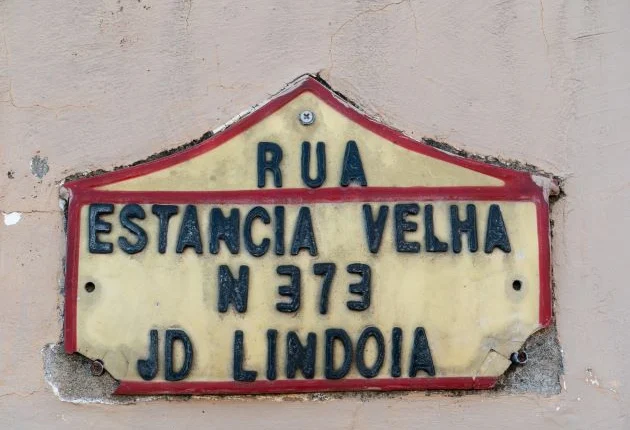 RUA
ESTANCIA VELHA
N 373
JD LINDOIA